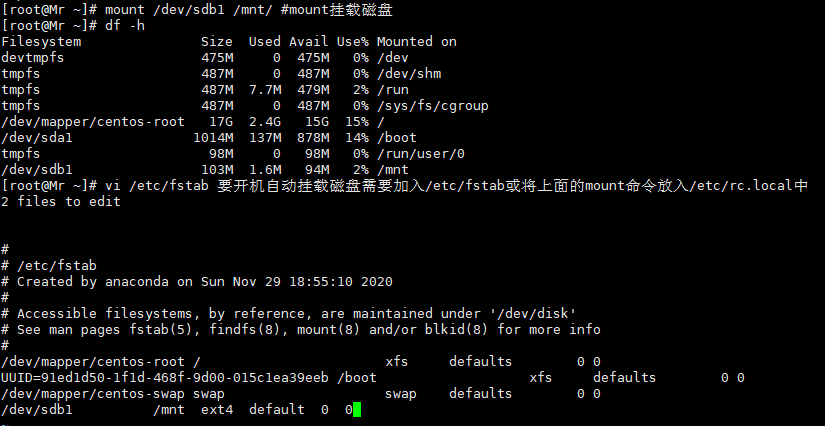 [root@Mr ~]# mount /dev/sdb1 /mnt/ #mount挂载磁盘
[root@Mr ~]# df -h
Filesystem               Size  Used Avail Use% Mounted on
devtmpfs                 475M     0  475M   0% /dev
tmpfs                    487M     0  487M   0% /dev/shm
tmpfs                    487M  7.7M  479M   2% /run
tmpfs                    487M     0  487M   0% /sys/fs/cgroup
/dev/mapper/centos-root   17G  2.4G   15G  15% /
/dev/sda1               1014M  137M  878M  14% /boot
tmpfs                     98M     0   98M   0% /run/user/0
/dev/sdb1                103M  1.6M   94M   2% /mnt
[root@Mr ~]# vi /etc/fstab 要开机自动挂载磁盘需要加入/etc/fstab或将上面的mount命令放入/etc/rc.local中
2 files to edit
#
# /etc/fstab
# Created by anaconda on Sun Nov 29 18:55:10 2020
#
# Accessible filesystems, by reference, are maintained under '/dev/disk'
# See man pages fstab(5), findfs(8), mount(8) and/or blkid(8) for more info
#
/dev/mapper/centos-root /                       xfs     defaults        0 0
UUID=91ed1d50-1f1d-468f-9d00-015c1ea39eeb /boot                   xfs     defaults        0 0
/dev/mapper/centos-swap swap                    swap    defaults        0 0
/dev/sdb1          /mnt  ext4  default  0  0